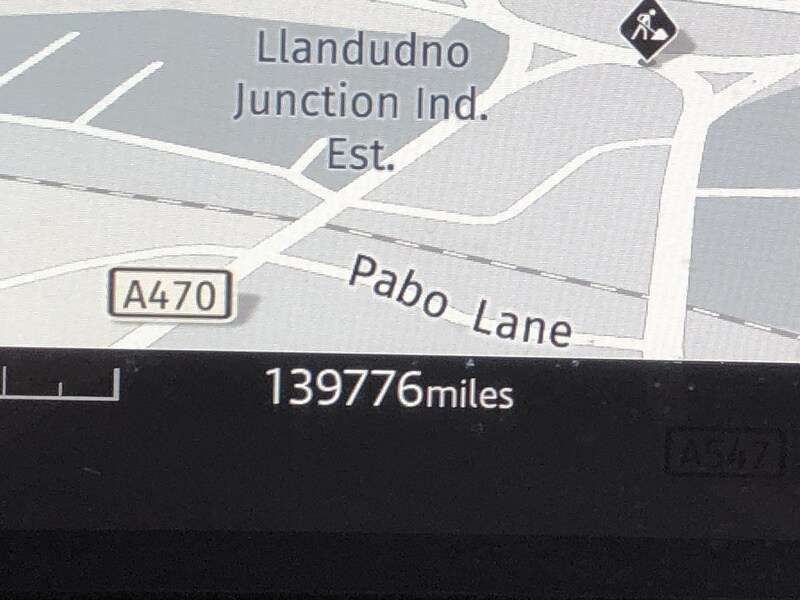 Llandudno
Junction Ind.
Est.
A470
Pabo Lane
139776miles
A547